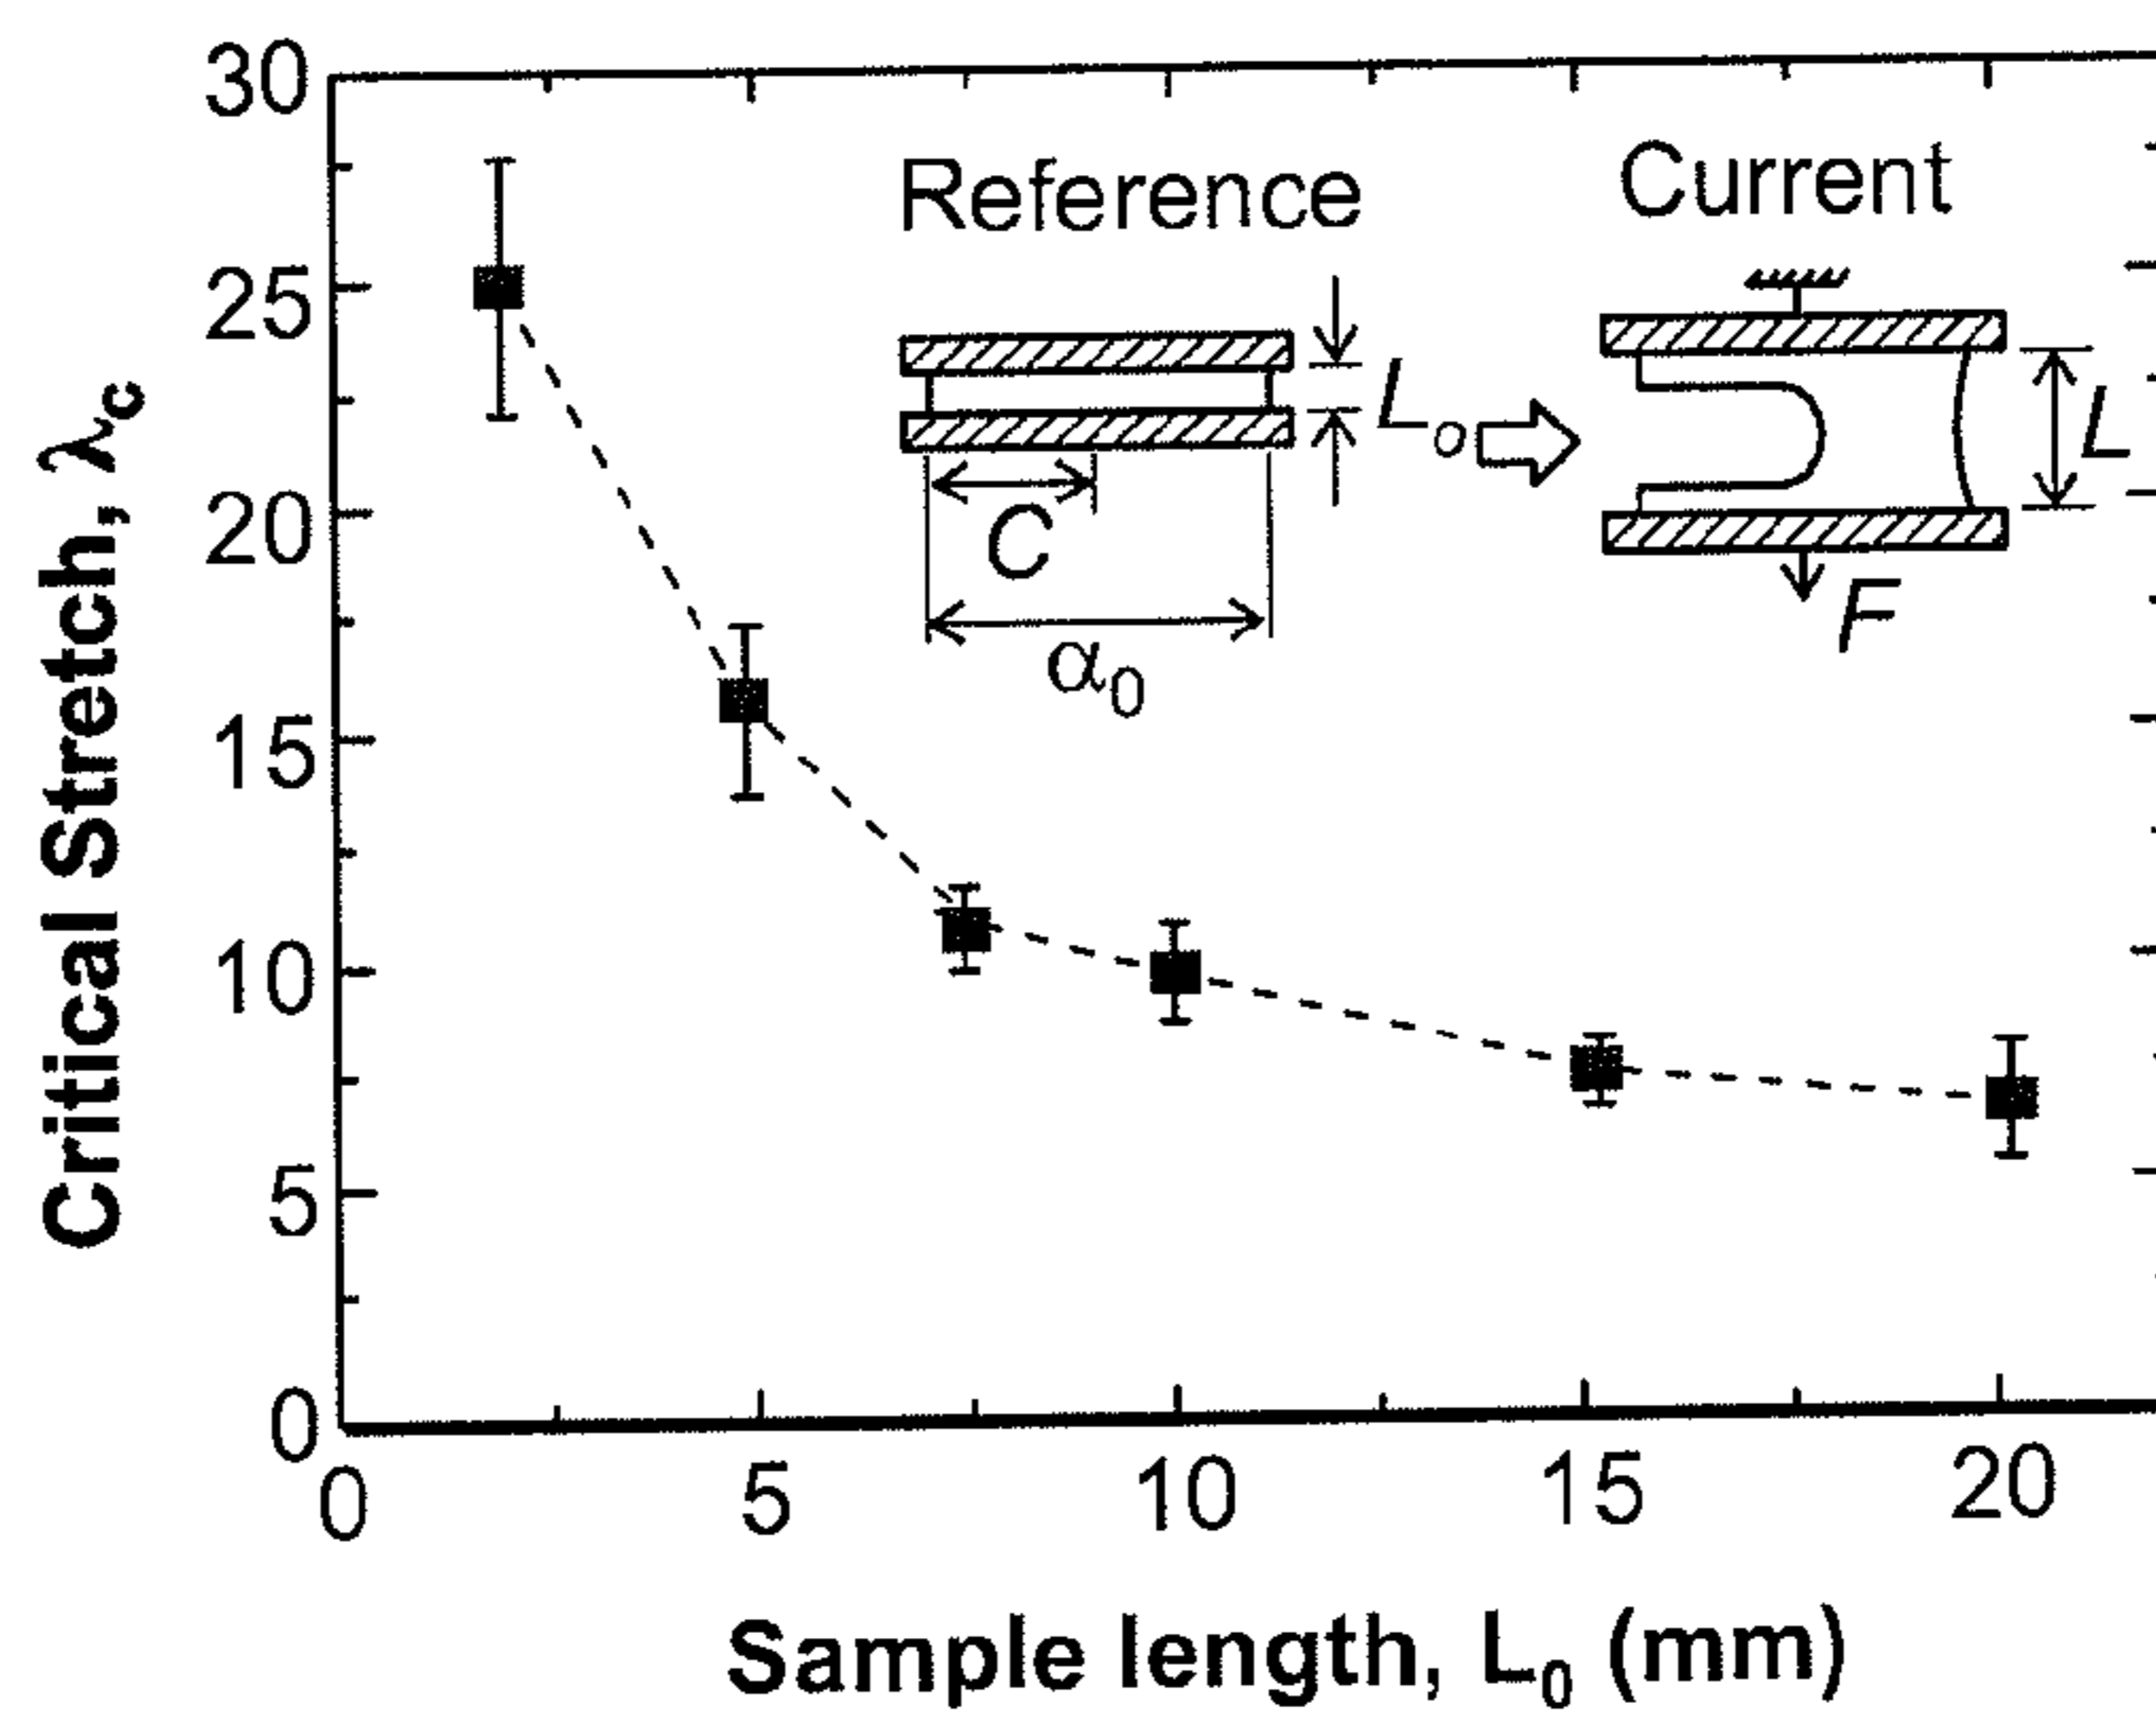 30
25
20
15
10
5
0
Critical Stretch, λc
Reference
Current
Lo
L
C
α0
F
0 5 10 15 20
Sample length, L0 (mm)